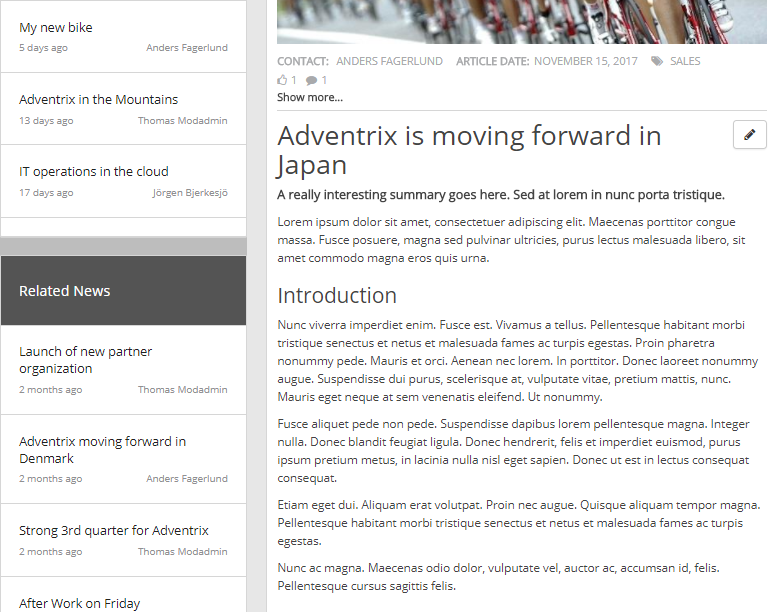 My new bike
5 days ago Anders Fagerlund
Adventrix in the Mountains
13 days ago Thomas Modadmin
IT operations in the cloud
17 days ago Jörgen Bjerkesjö
Related News
Launch of new partner
organization
2 months ago Thomas Modadmin
Adventrix moving forward in
Denmark
2 months ago Anders Fagerlund
Strong 3rd quarter for Adventrix
2 months ago Thomas Modadmin
After Work on Friday
CONTACT: ANDERS FAGERLUND ARTICLE DATE: NOVEMBER 15, 2017 SALES
1 1
Show more...
Adventrix is moving forward in
Japan
A really interesting summary goes here. Sed at lorem in nunc porta tristique.
Lorem ipsum dolor sit amet, consectetuer adipiscing elit. Maecenas porttitor congue
massa. Fusce posuere, magna sed pulvinar ultricies, purus lectus malesuada libero, sit
amet commodo magna eros quis urna.
Introduction
Nunc viverra imperdiet enim. Fusce est. Vivamus a tellus. Pellentesque habitant morbi
tristique senectus et netus et malesuada fames ac turpis egestas. Proin pharetra
nonummy pede. Mauris et orci. Aenean nec lorem. In porttitor. Donec laoreet nonummy
augue. Suspendisse dui purus, scelerisque at, vulputate vitae, pretium mattis, nunc.
Mauris eget neque at sem venenatis eleifend. Ut nonummy.
Fusce aliquet pede non pede. Suspendisse dapibus lorem pellentesque magna. Integer
nulla. Donec blandit feugiat ligula. Donec hendrerit, felis et imperdiet euismod, purus
ipsum pretium metus, in lacinia nulla nisl eget sapien. Donec ut est in lectus consequat
consequat.
Etiam eget dui. Aliquam erat volutpat. Proin nec augue. Quisque aliquam tempor magna.
Pellentesque habitant morbi tristique senectus et netus et malesuada fames ac turpis
egestas.
Nunc ac magna. Maecenas odio dolor, vulputate vel, auctor ac, accumsan id, felis.
Pellentesque cursus sagittis felis.